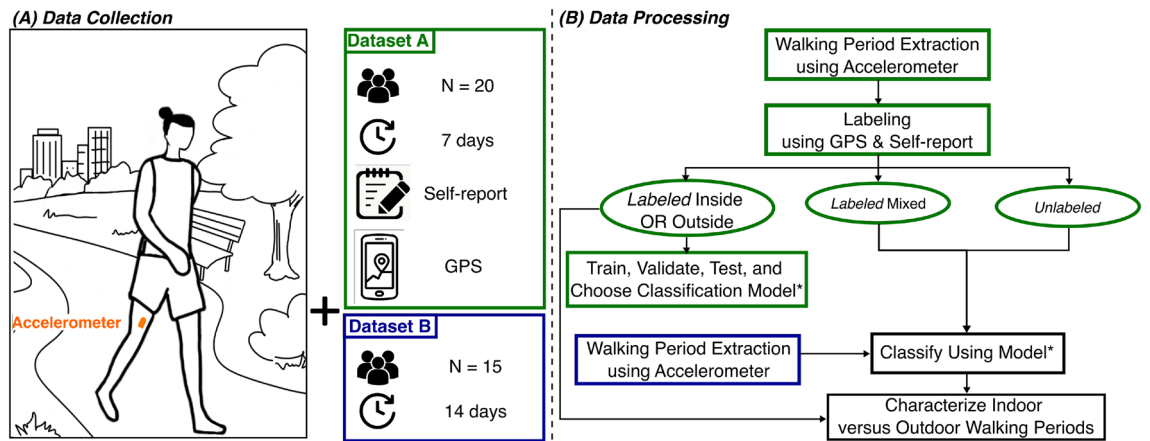 (A) Data Collection
Accelerometer
Dataset A
N = 20
7 days
Self-report
GPS
Dataset B
N = 15
14 days
(B) Data Processing
Walking Period Extraction
using Accelerometer
Labeling
using GPS & Self-report
Labeled Inside
OR Outside
Labeled Mixed
Unlabeled
Train, Validate, Test, and
Choose Classification Model*
Walking Period Extraction
using Accelerometer
Classify Using Model*
Characterize Indoor
versus Outdoor Walking Periods